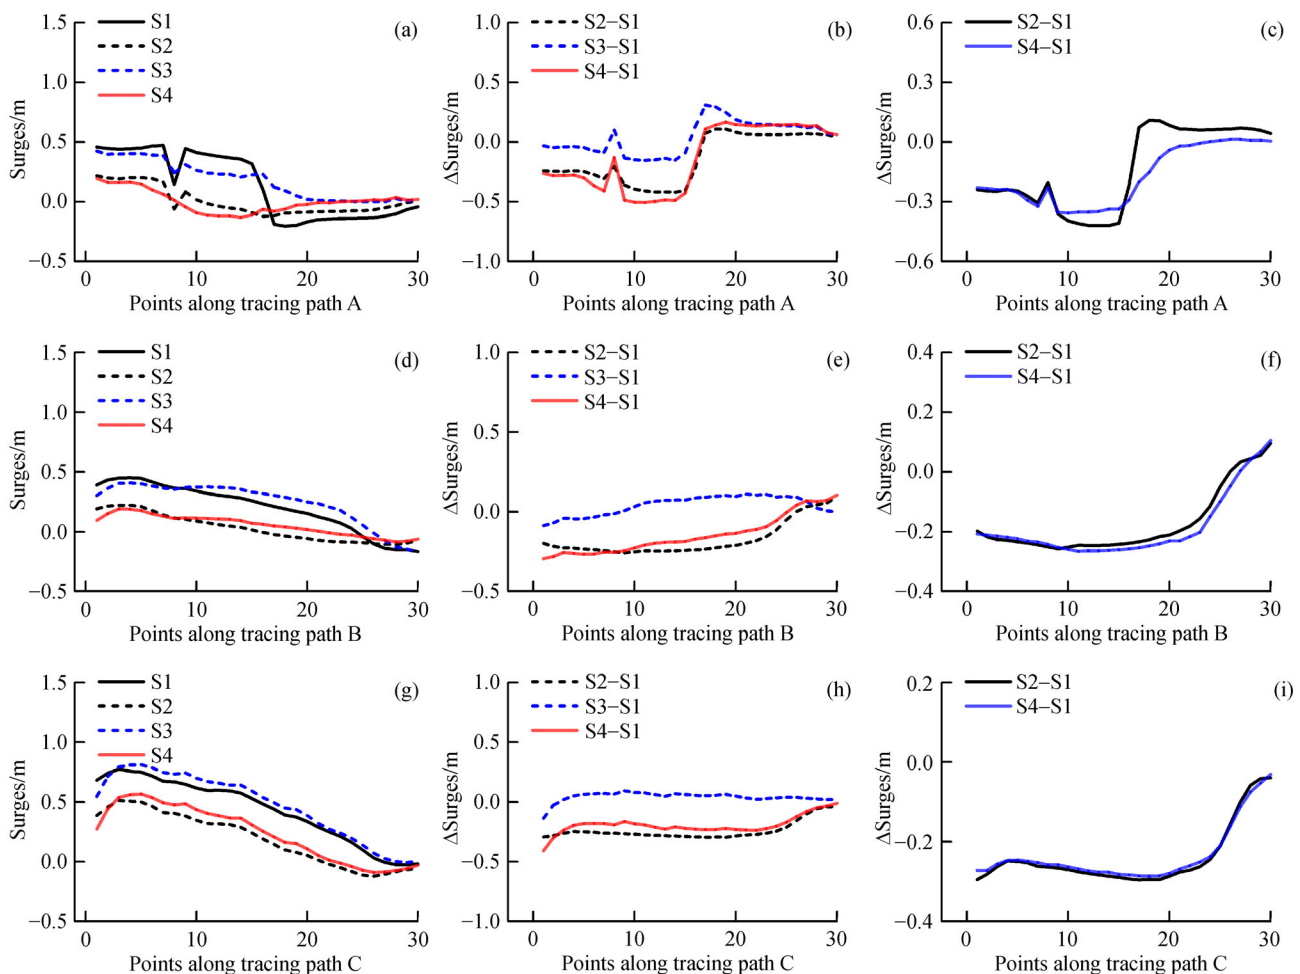 Surges/m
1.5
1.0
0.5
0.0
−0.5
S1
S2
S3
S4
(a)
0
10
20
30
Points along tracing path A
ΔSurges/m
1.0
0.5
0.0
−0.5
−1.0
S2−S1
S3−S1
S4−S1
(b)
0
10
20
30
Points along tracing path A
ΔSurges/m
0.6
0.3
0.0
−0.3
−0.6
S2−S1
S4−S1
(c)
0
10
20
30
Points along tracing path A
Surges/m
1.5
1.0
0.5
0.0
−0.5
S1
S2
S3
S4
(d)
0
10
20
30
Points along tracing path B
ΔSurges/m
1.0
0.5
0.0
−0.5
S2−S1
S3−S1
S4−S1
(e)
0
10
20
30
Points along tracing path B
ΔSurges/m
0.4
0.2
0.0
−0.2
−0.4
S2−S1
S4−S1
(f)
0
10
20
30
Points along tracing path B
Surges/m
1.5
1.0
0.5
0.0
−0.5
S1
S2
S3
S4
(g)
0
10
20
30
Points along tracing path C
ΔSurges/m
1.0
0.5
0.0
−0.5
−1.0
S2−S1
S3−S1
S4−S1
(h)
0
10
20
30
Points along tracing path C
ΔSurges/m
0.2
0.0
−0.2
−0.4
S2−S1
S4−S1
(i)
0
10
20
30
Points along tracing path C